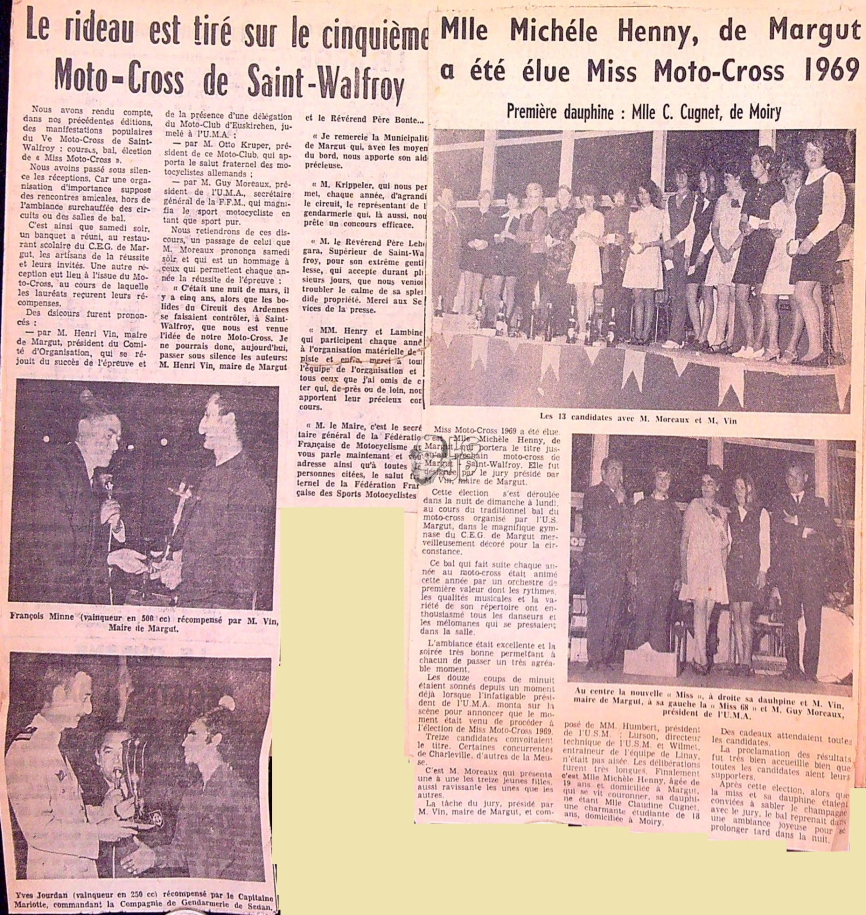 Le rideau est tiré sur le cinquième
Moto-Cross de Saint-Walfroy
Nous avons rendu compte,
dans nos précédentes éditions,
des manifestations populaires
du Ve Moto-Cross de Saint-
Walfroy : courses, bal, élection
de « Miss Moto-Cross ».
Nous avions passé sous silen-
ce les réceptions. Car une or-
ganisation d'importance suppose
des rencontres amicales, hors de
l'ambiance surchauffée des cir-
cuits ou des salles de bal.
C'est ainsi que samedi soir,
un banquet a réuni, au restau-
rant scolaire du C.E.G. de Mar-
gut, les artisans de la réussite
et leurs invités. Une autre ré-
ception eut lieu à l'issue du Mo-
to-Cross, au cours de laquelle
les lauréats reçurent leurs ré-
compenses.
Des dsicours furent pronon-
cés :
— par M. Henri Vin, maire
de Margut, président du Comi-
té d'Organisation, qui se ré-
jouit du succès de l'épreuve et
de la présence d'une délégation
du Moto-Club d'Euskirchen, ju-
melé à l'U.M.A. ;
— par M. Otto Kruper, pré-
sident de ce Moto-Club, qui ap-
porta le salut fraternel des mo-
tocyclistes allemands ;
— par M. Guy Moreaux, pré-
sident de l'U.M.A., secrétaire
général de la F.F.M., qui magni-
fia le sport motocycliste en
tant que sport pur.
Nous retiendrons de ces dis-
cours, un passage de celui que
M. Moreaux prononça samedi
soir et qui est un hommage à
ceux qui permettent chaque an-
née la réussite de l'épreuve :
« C'était une nuit de mars, il
y a cinq ans, alors que les bo-
lides du Circuit des Ardennes
se faisaient contrôler, à Saint-
Walfroy, que nous est venue
l'idée de notre Moto-Cross. Je
ne pourrais donc, aujourd'hui,
passer sous silence les auteurs:
M. Henri Vin, maire de Margut
et le Révérend Père Bonte...
« Je remercie la Municipalit
de Margut qui, avec les moyen
du bord, nous apporte son aid
précieuse.
« M. Krippeler, qui nous per
met, chaque année, d'agrandi
le circuit, le représentant de l
gendarmerie qui, là aussi, nou
prête un concours efficace.
« M. le Révérend Père Leh
gara, Supérieur de Saint-Wa
froy, pour son extrême genti
lesse, qui accepte durant pl
sieurs jours, que nous venion
troubler le calme de sa sple
dide propriété. Merci aux Se
vices de la presse.
« MM. Henry et Lambine
qui participent chaque anné
à l'organisation matérielle de
piste et enfin, merci à tou
l'équipe de l'organisation et
tous ceux que j'ai omis de c
ter qui, de près ou de loin, no
apportent leur précieux con
cours.
« M. le Maire, c'est le secré
taire général de la Fédératio
Française de Motocyclisme
vous parle maintenant et
adresse ainsi qu'à toutes
personnes citées, le salut
ternel de la Fédération Fran
çaise des Sports Motocyclistes
François Minne (vainqueur en 500 cc) récompensé par M. Vin,
Maire de Margut.
Yves Jourdan (vainqueur en 250 cc) récompensé par le Capitaine
Mariotte, commandant la Compagnie de Gendarmerie de Sedan.
Mlle Michéle Henny, de Margut
a été élue Miss Moto-Cross 1969
Première dauphine : Mlle C. Cugnet, de Moiry
Les 13 candidates avec M. Moreaux et M. Vin
Miss Moto-Cross 1969 a été élue
Mlle Michèle Henny, de
Margut portera le titre jus-
prochain moto-cross de
Saint-Walfroy. Elle fut
par le jury présidé par
Vin, maire de Margut.
Cette élection s'est déroulée
dans la nuit de dimanche à lundi,
au cours du traditionnel bal du
moto-cross organisé par l'U.S.
Margut, dans le magnifique gym-
nase du C.E.G. de Margut mer-
veilleusement décoré pour la cir-
constance.
Ce bal qui fait suite chaque an-
née au moto-cross était animé
cette année par un orchestre de
première valeur dont les rythmes,
les qualités musicales et la va-
riété de son répertoire ont en-
thousiasmé tous les danseurs et
les mélomanes qui se pressaient
dans la salle.
L'ambiance était excellente et la
soirée très bonne permettant à
chacun de passer un très agréa-
ble moment.
Les douze coups de minuit
étaient sonnés depuis un moment
déjà lorsque l'infatigable prési-
dent de l'U.M.A. monta sur la
scène pour annoncer que le mo-
ment était venu de procéder à
l'élection de Miss Moto-Cross 1969.
Treize candidates convoitaient
le titre. Certaines concurrentes
de Charleville, d'autres de la Meu-
se.
C'est M. Moreaux qui présenta
une à une les treize jeunes filles,
aussi ravissante les unes que les
autres.
La tâche du jury, présidé par
M. Vin, maire de Margut, et com-
Au centre la nouvelle « Miss », à droite sa dauhpine et M. Vin,
maire de Margut, à sa gauche la « Miss 68 » et M. Guy Moreaux,
président de l'U.M.A.
posé de MM. Humbert, président
de l'U.S.M. ; Lurson, directeur
technique de l'U.S.M. et Wilmet,
entraîneur de l'équipe de Linay,
n'était pas aisée. Les délibérations
furent très longues. Finalement
c'est Mlle Michèle Henny, âgée de
19 ans et domiciliée à Margut,
qui se vit couronner, sa dauphi-
ne étant Mlle Claudine Cugnet,
une charmante étudiante de 18
ans, domiciliée à Moiry.
Des cadeaux attendaient toutes
les candidates.
La proclamation des résultats
fut très bien accueillie bien que
toutes les candidates aient leurs
supporters.
Après cette élection, alors que
la miss et sa dauphine étaient
conviées à sabler le champagne
avec le jury, le bal reprenait dans
une ambiance joyeuse pour se
prolonger tard dans la nuit.